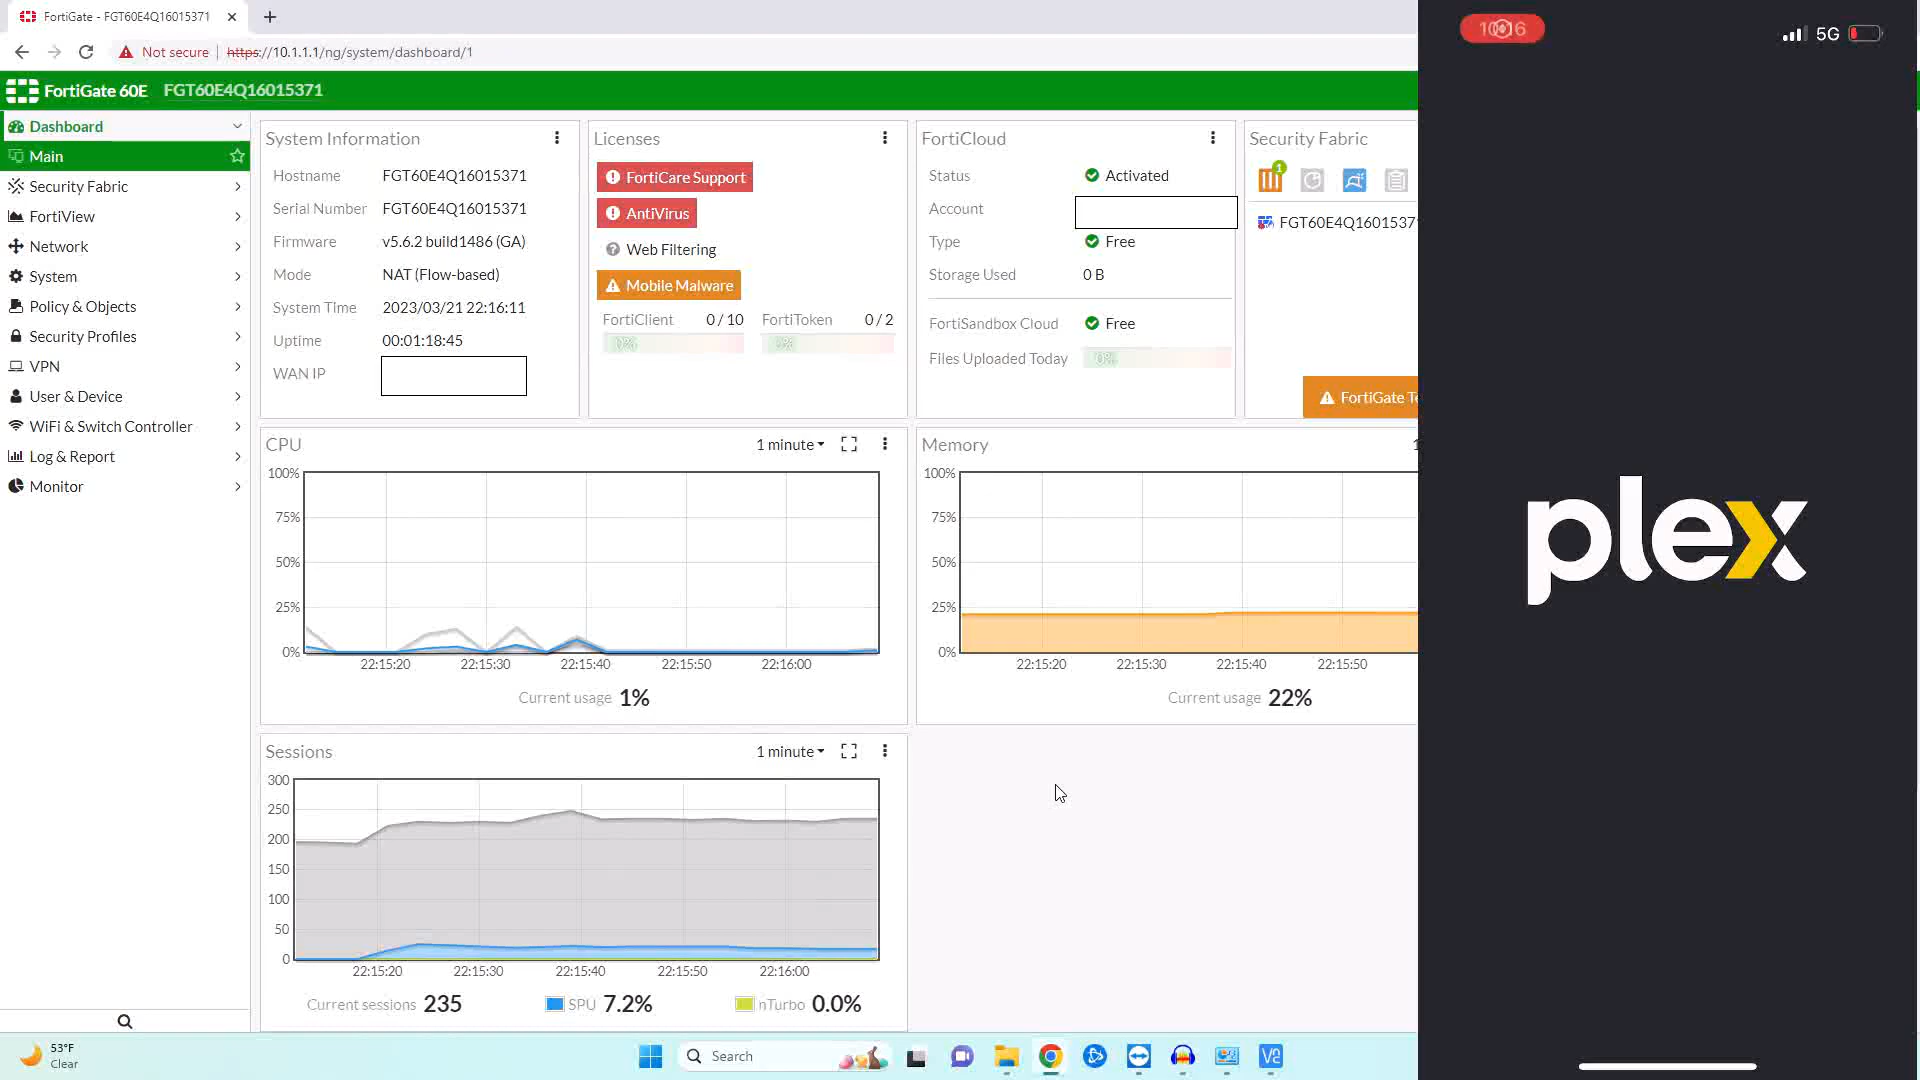 FortiGate - FGT60E4Q16015371
Not secure
https://10.1.1.1/ng/system/dashboard/1
FortiGate 60E FGT60E4Q16015371
Dashboard
Main
Security Fabric
FortiView
Network
System
Policy & Objects
Security Profiles
VPN
User & Device
WiFi & Switch Controller
Log & Report
Monitor
System Information
Hostname FGT60E4Q16015371
Serial Number FGT60E4Q16015371
Firmware v5.6.2 build1486 (GA)
Mode NAT (Flow-based)
System Time 2023/03/21 22:16:11
Uptime 00:01:18:45
WAN IP
Licenses
FortiCare Support
AntiVirus
Web Filtering
Mobile Malware
FortiClient 0 / 10 FortiToken 0 / 2
0% 0%
FortiCloud
Status Activated
Account
Type Free
Storage Used 0 B
FortiSandbox Cloud Free
Files Uploaded Today 0%
Security Fabric
1
FGT60E4Q1601537
FortiGate Te
CPU 1 minute
100%
75%
50%
25%
0%
22:15:20 22:15:30 22:15:40 22:15:50 22:16:00
Current usage 1%
Memory 1
100%
75%
50%
25%
0%
22:15:20 22:15:30 22:15:40 22:15:50
Current usage 22%
Sessions 1 minute
300
250
200
150
100
50
0
22:15:20 22:15:30 22:15:40 22:15:50 22:16:00
Current sessions 235 SPU 7.2% nTurbo 0.0%
5G
plex
53°F
Clear
Search